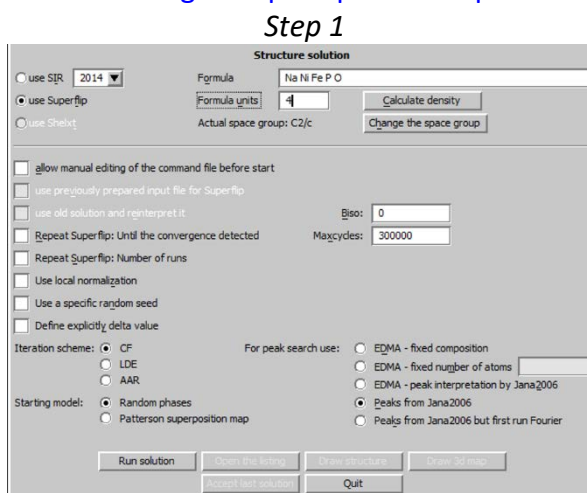 Step 1
Structure solution
use SIR 2014 Formula Na Ni Fe P O
use Superflip Formula units 4 Calculate density
use Shelxt Actual space group: C2/c Change the space group
allow manual editing of the command file before start
use previously prepared input file for Superflip
use old solution and reinterpret it Biso: 0
Repeat Superflip: Until the convergence detected Maxcycles: 300000
Repeat Superflip: Number of runs
Use local normalization
Use a specific random seed
Define explicitly delta value
Iteration scheme: CF For peak search use: EDMA - fixed composition
LDE EDMA - fixed number of atoms
AAR EDMA - peak interpretation by Jana2006
Starting model: Random phases Peaks from Jana2006
Patterson superposition map Peaks from Jana2006 but first run Fourier
Run solution Open the listing Draw structure Draw 3d map
Accept last solution Quit